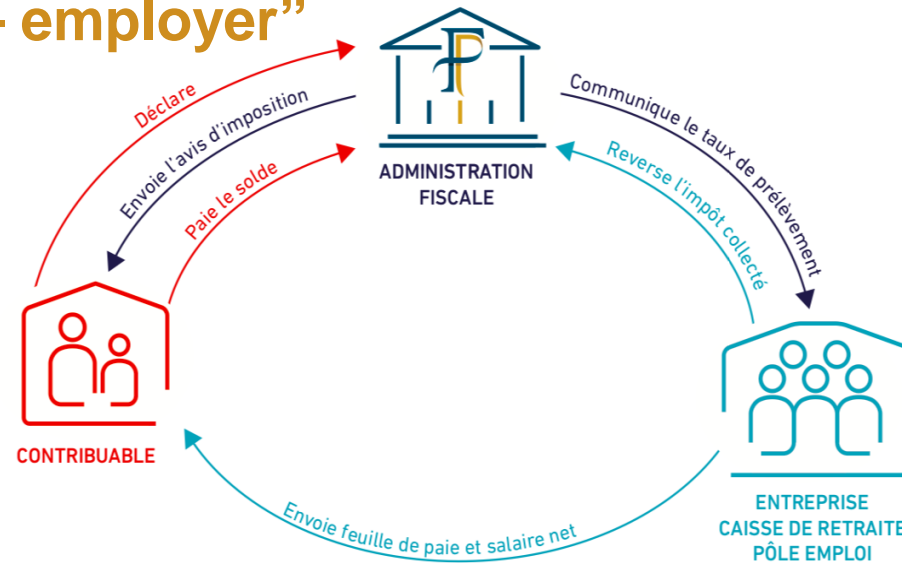 - employer”
Déclare
Envoie l'avis d'imposition
Paie le solde
ADMINISTRATION
FISCALE
Communique le taux de prélèvement
Reverse l'impôt collecté
CONTRIBUABLE
Envoie feuille de paie et salaire net
ENTREPRISE
CAISSE DE RETRAITE
PÔLE EMPLOI